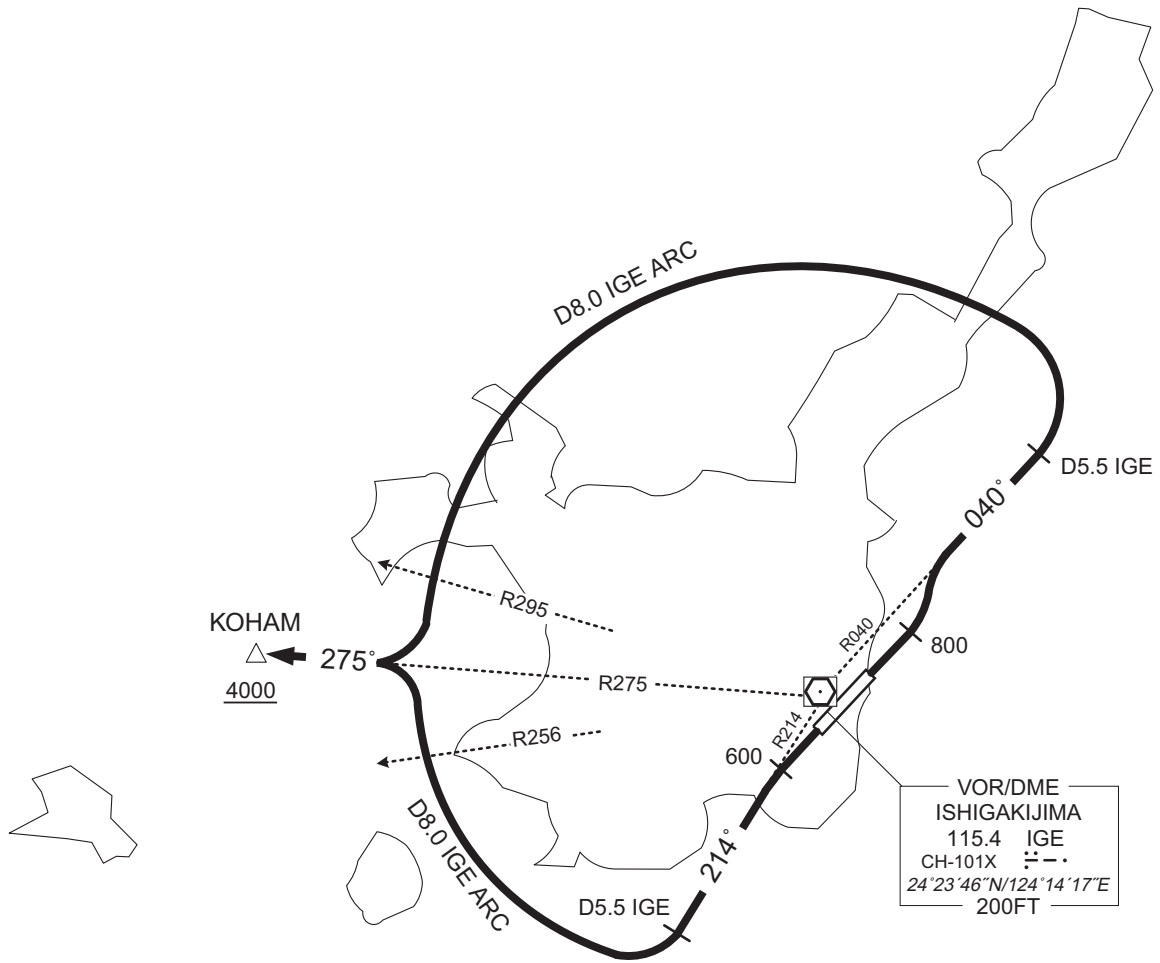 D8.0 IGE ARC
D5.5 IGE
040°
R295
KOHAM
275°
4000
R040
800
R275
R214
R256
600
VOR/DME
ISHIGAKIJIMA
115.4 IGE
CH-101X
24°23′46″N/124°14′17″E
200FT
D8.0 IGE ARC
214°
D5.5 IGE